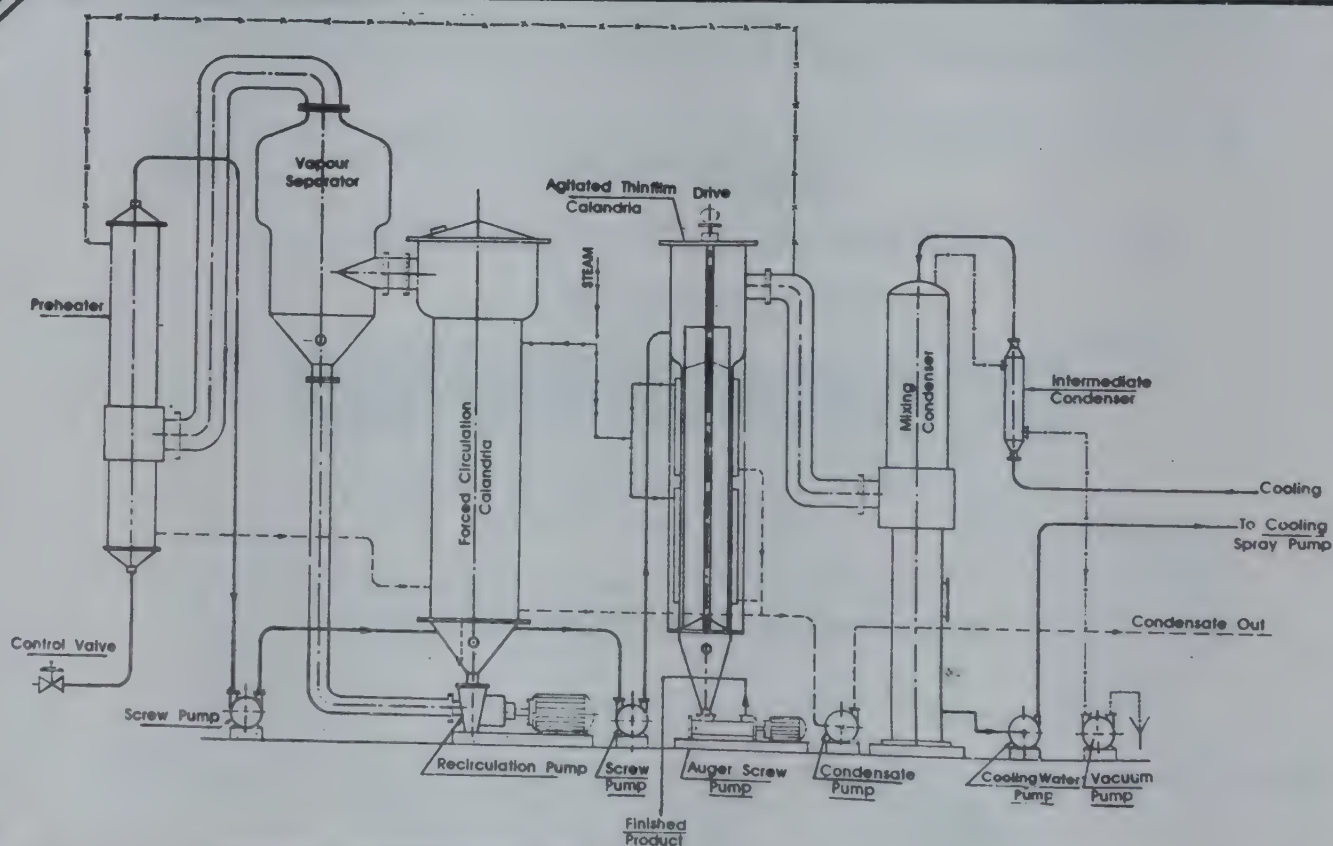 Vapour
Separator
Agitated Thinfilm
Calandria
Drive
STEAM
Preheater
Forced Circulation
Calandria
Mixing
Condenser
Intermediate
Condenser
Cooling
To Cooling
Spray Pump
Condensate Out
Control Valve
Screw Pump
Recirculation Pump
Screw
Pump
Auger Screw
Pump
Condensate
Pump
Cooling Water
Pump
Vacuum
Pump
Finished
Product